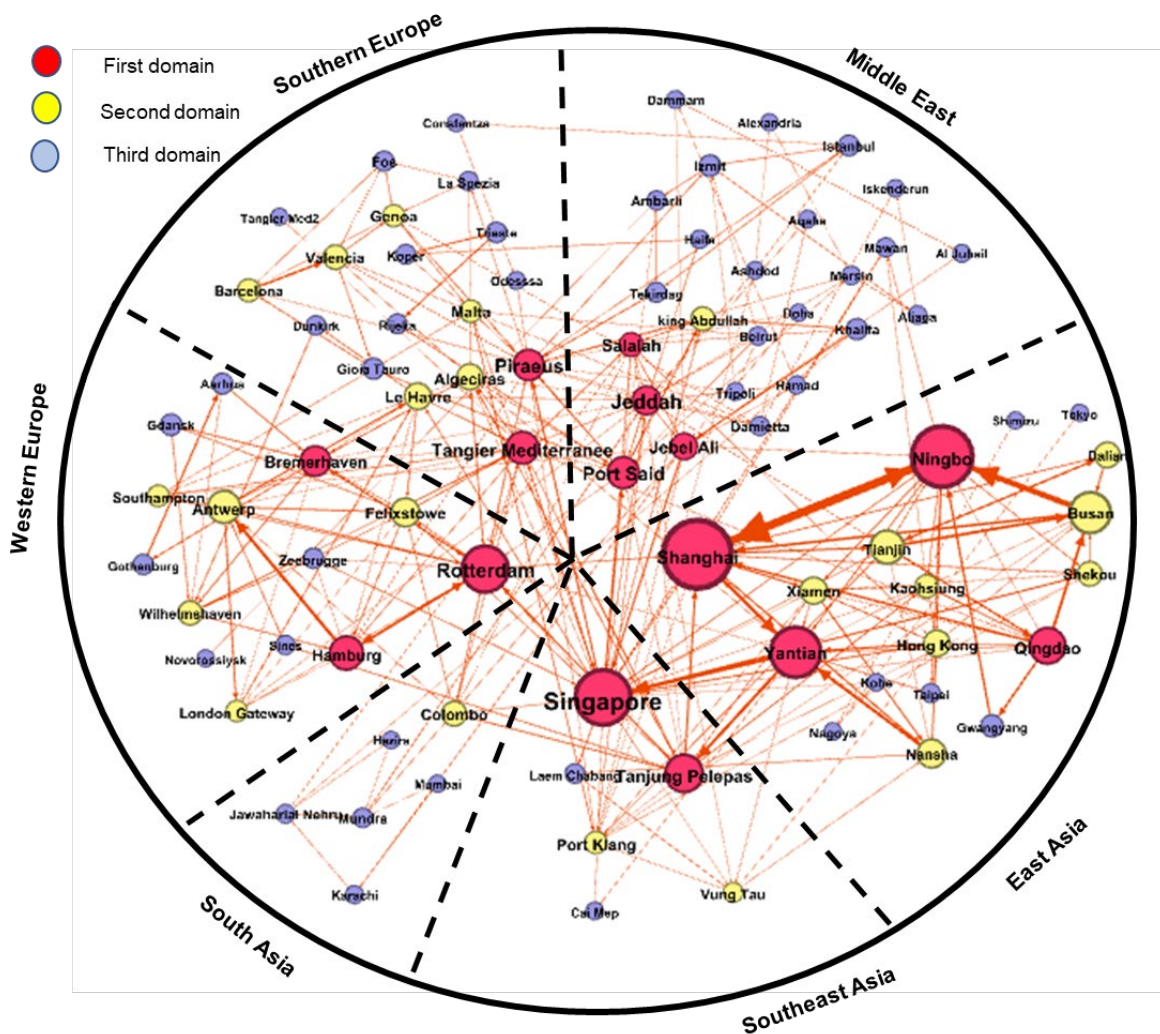 First domain
Second domain
Third domain
Southern Europe
Middle East
Western Europe
East Asia
South Asia
Southeast Asia
Constantza
Foe
La Spezia
Tangier Med2
Genoa
Trieste
Valencia
Koper
Odesssa
Barcelona
Dunkirk
Rijeka
Malta
Gioia Tauro
Algeciras
Piraeus
Le Havre
Tangier Mediterranee
Dammam
Alexandria
Istanbul
Izmit
Iskenderun
Ambarli
Aqaba
Haifa
Mawan
Al Jubail
Ashdod
Mersin
Tekirdag
king Abdullah
Doha
Beirut
Khalifa
Aliaga
Salalah
Jeddah
Tripoli
Hamad
Damietta
Jebel Ali
Port Said
Aarhus
Gdansk
Bremerhaven
Southampton
Antwerp
Felixstowe
Gothenburg
Zeebrugge
Rotterdam
Wilhelmshaven
Novorossiysk
Sines
Hamburg
London Gateway
Shimizu
Tokyo
Ningbo
Dalian
Busan
Shanghai
Tianjin
Shekou
Xiamen
Kaohsiung
Yantian
Hong Kong
Qingdao
Kobe
Taipei
Gwangyang
Nagoya
Nansha
Colombo
Hazira
Mumbai
Jawaharlal Nehru
Mundra
Karachi
Singapore
Laem Chabang
Tanjung Pelepas
Port Klang
Vung Tau
Cai Mep